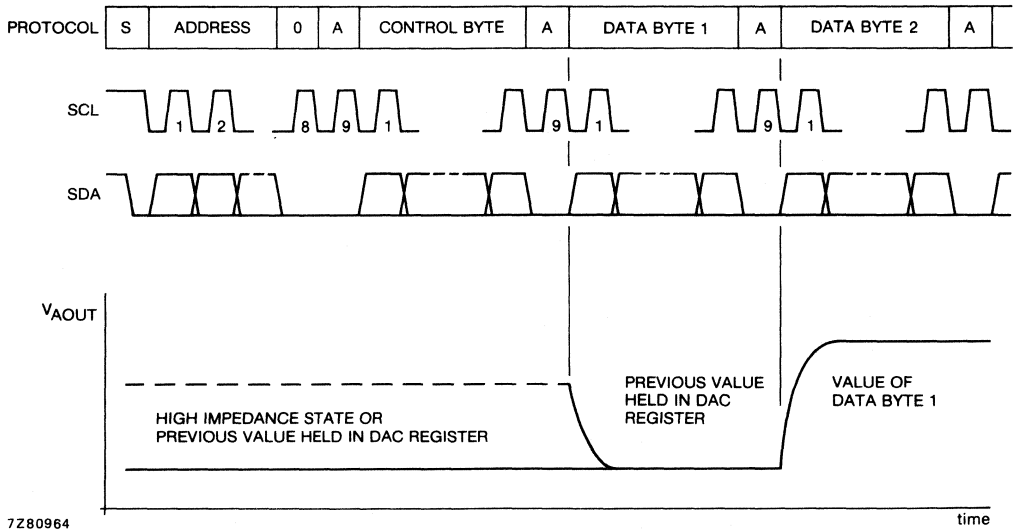 PROTOCOL S ADDRESS 0 A CONTROL BYTE A DATA BYTE 1 A DATA BYTE 2 A
SCL 1 2 8 9 1 9 1 9 1
SDA
VAOUT
HIGH IMPEDANCE STATE OR
PREVIOUS VALUE HELD IN DAC REGISTER
PREVIOUS VALUE
HELD IN DAC
REGISTER
VALUE OF
DATA BYTE 1
7Z80964
time